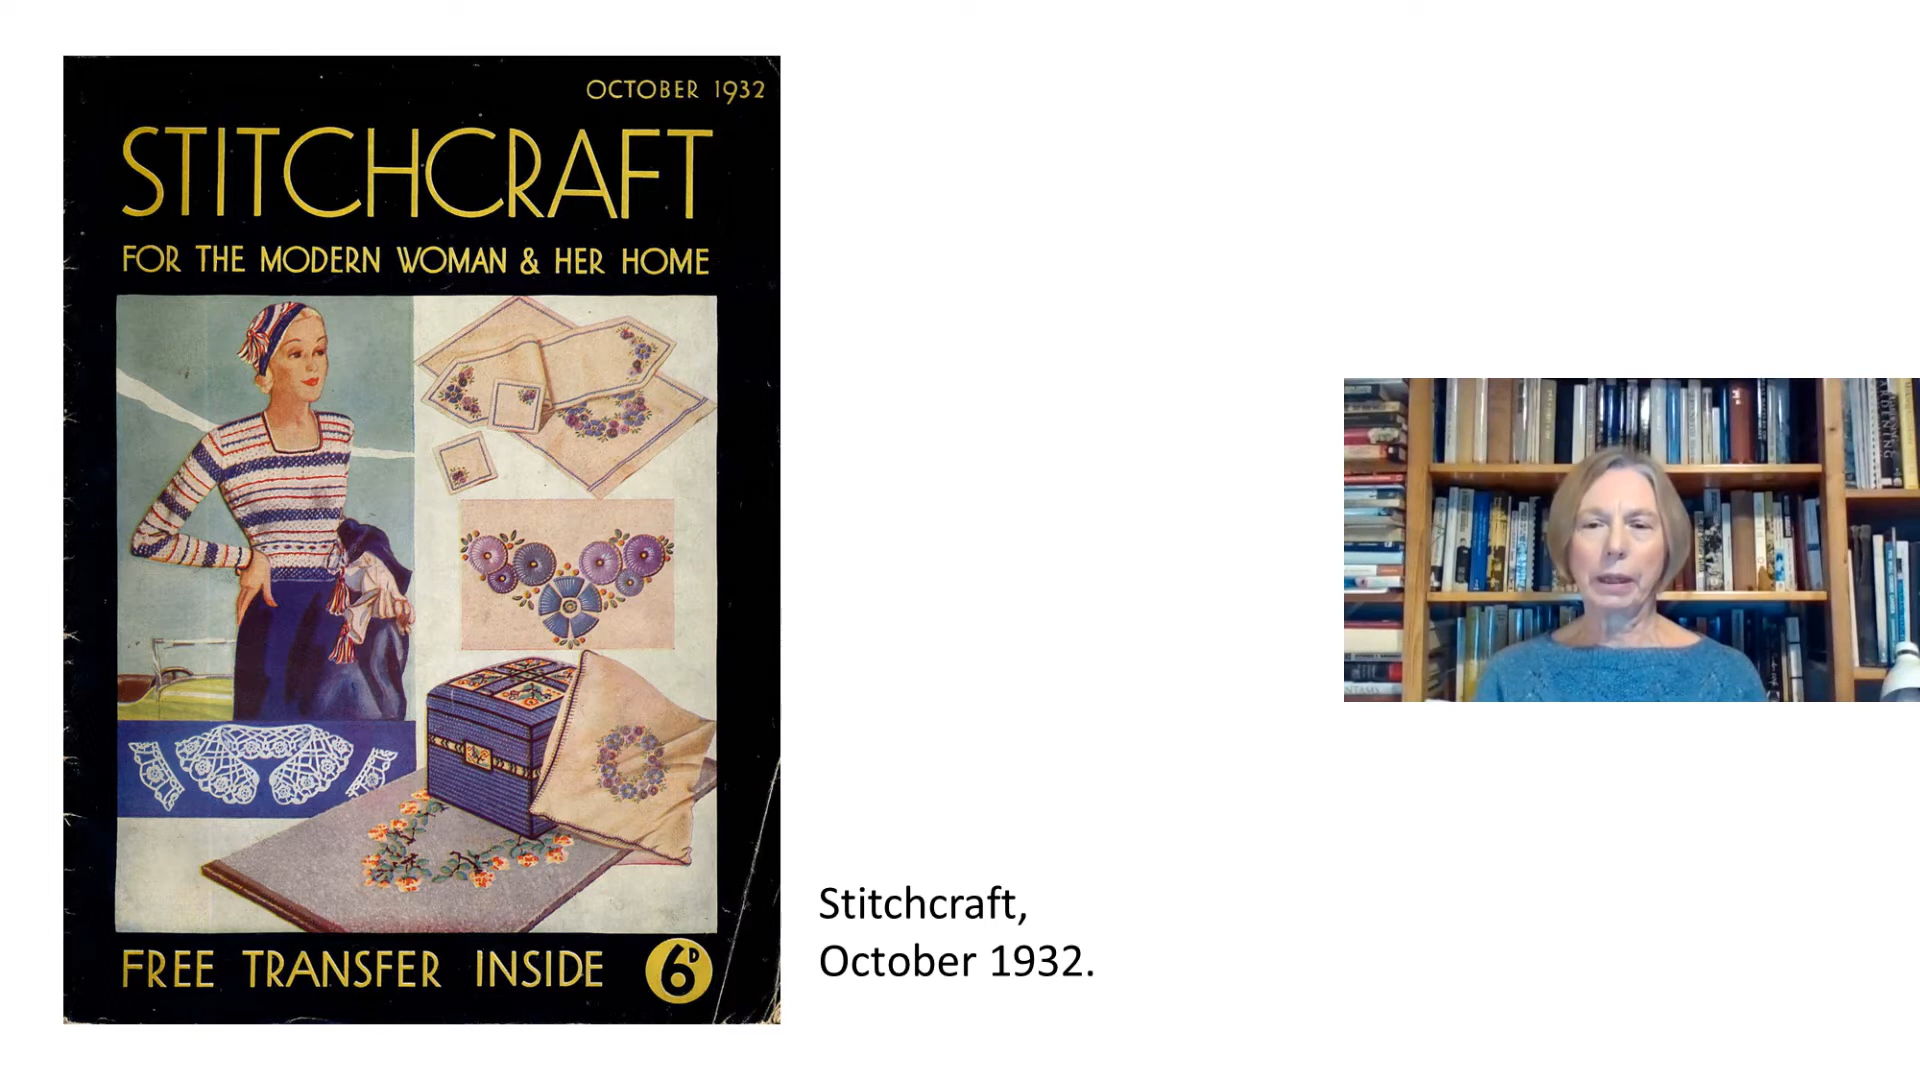 OCTOBER 1932
STITCHCRAFT
FOR THE MODERN WOMAN & HER HOME
FREE TRANSFER INSIDE 6D
Stitchcraft,
October 1932.